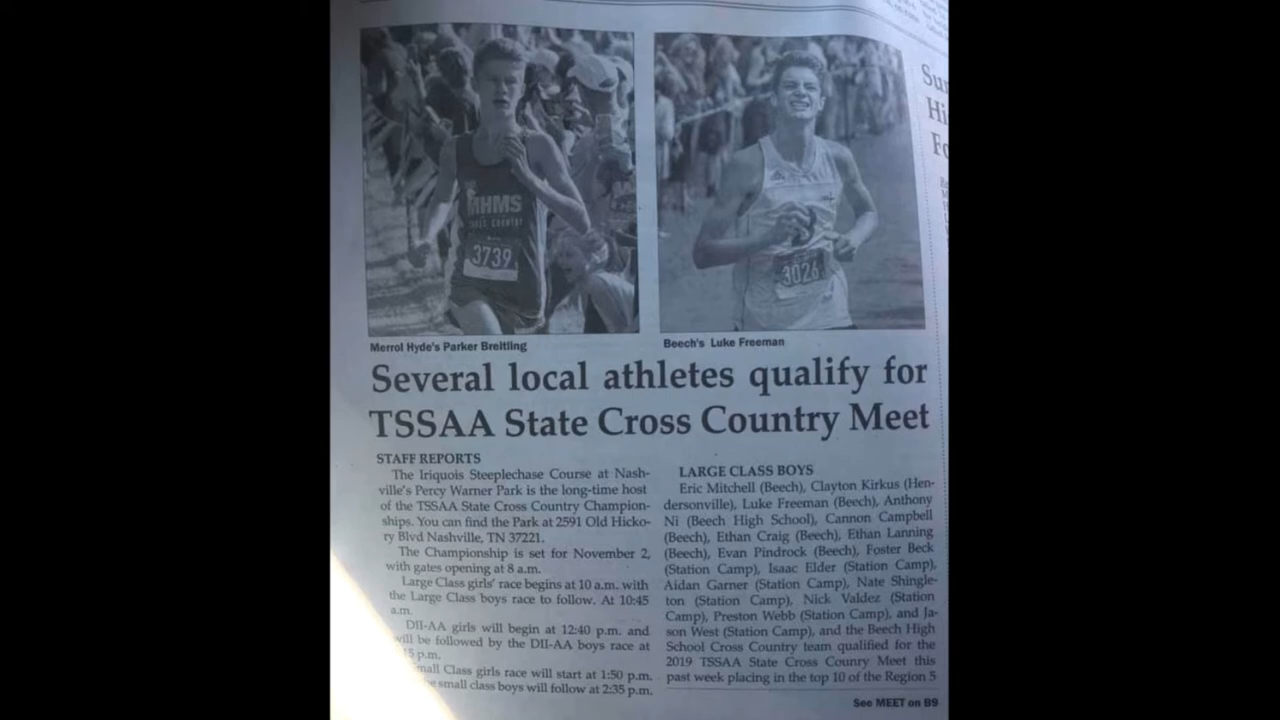 MHMS
3739
3026
Merrol Hyde's Parker Breitling
Beech's Luke Freeman
Several local athletes qualify for
TSSAA State Cross Country Meet
STAFF REPORTS
The Iriquois Steeplechase Course at Nash-
ville's Percy Warner Park is the long-time host
of the TSSAA State Cross Country Champion-
ships. You can find the Park at 2591 Old Hicko-
ry Blvd Nashville, TN 37221.
The Championship is set for November 2,
with gates opening at 8 a.m.
Large Class girls' race begins at 10 a.m. with
the Large Class boys race to follow. At 10:45
a.m.
DII-AA girls will begin at 12:40 p.m. and
will be followed by the DII-AA boys race at
p.m.
Small Class girls race will start at 1:50 p.m.
small class boys will follow at 2:35 p.m.
LARGE CLASS BOYS
Eric Mitchell (Beech), Clayton Kirkus (Hen-
dersonville), Luke Freeman (Beech), Anthony
Ni (Beech High School), Cannon Campbell
(Beech), Ethan Craig (Beech), Ethan Lanning
(Beech), Evan Pindrock (Beech), Foster Beck
(Station Camp), Isaac Elder (Station Camp),
Aidan Garner (Station Camp), Nate Shingle-
ton (Station Camp), Nick Valdez (Station
Camp), Preston Webb (Station Camp), and Ja-
son West (Station Camp), and the Beech High
School Cross Country team qualified for the
2019 TSSAA State Cross Counry Meet this
past week placing in the top 10 of the Region 5
See MEET on B9